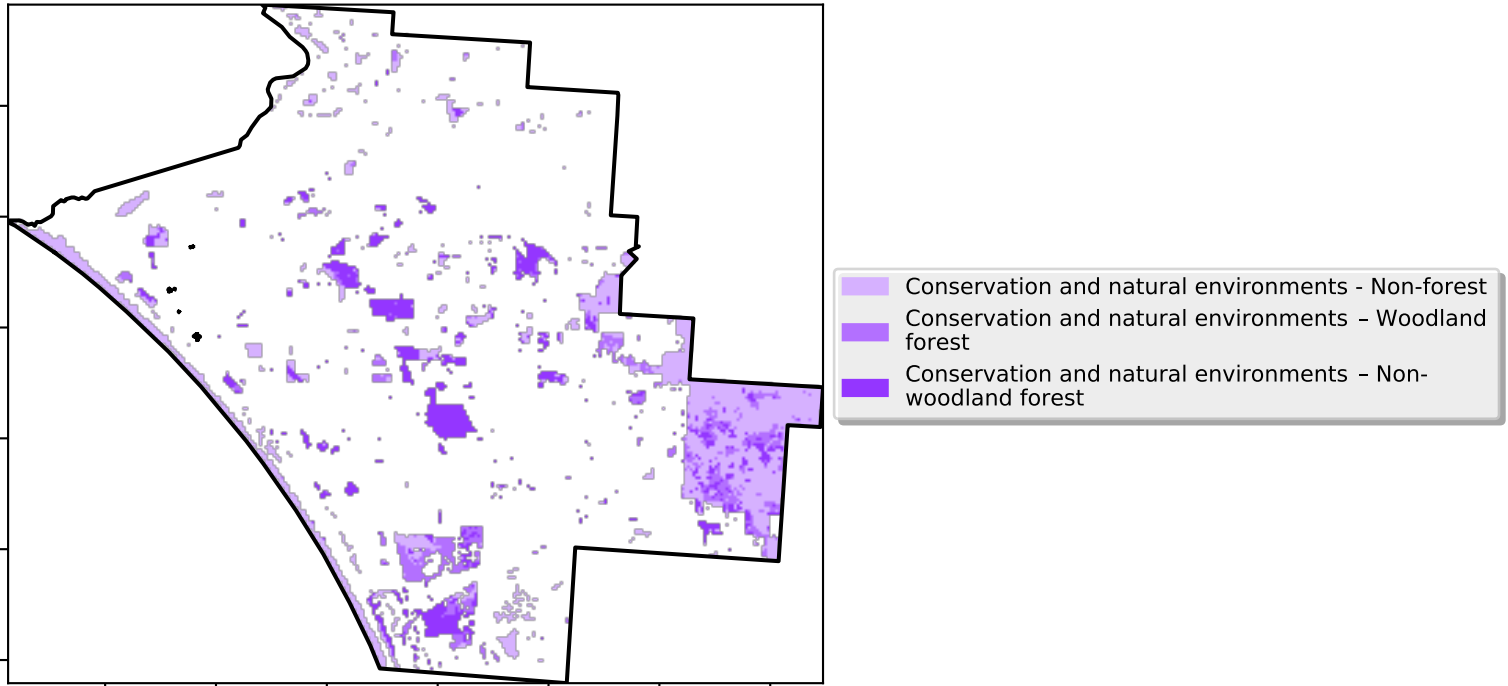 Conservation and natural environments - Non-forest
Conservation and natural environments – Woodland
forest
Conservation and natural environments – Non-
woodland forest